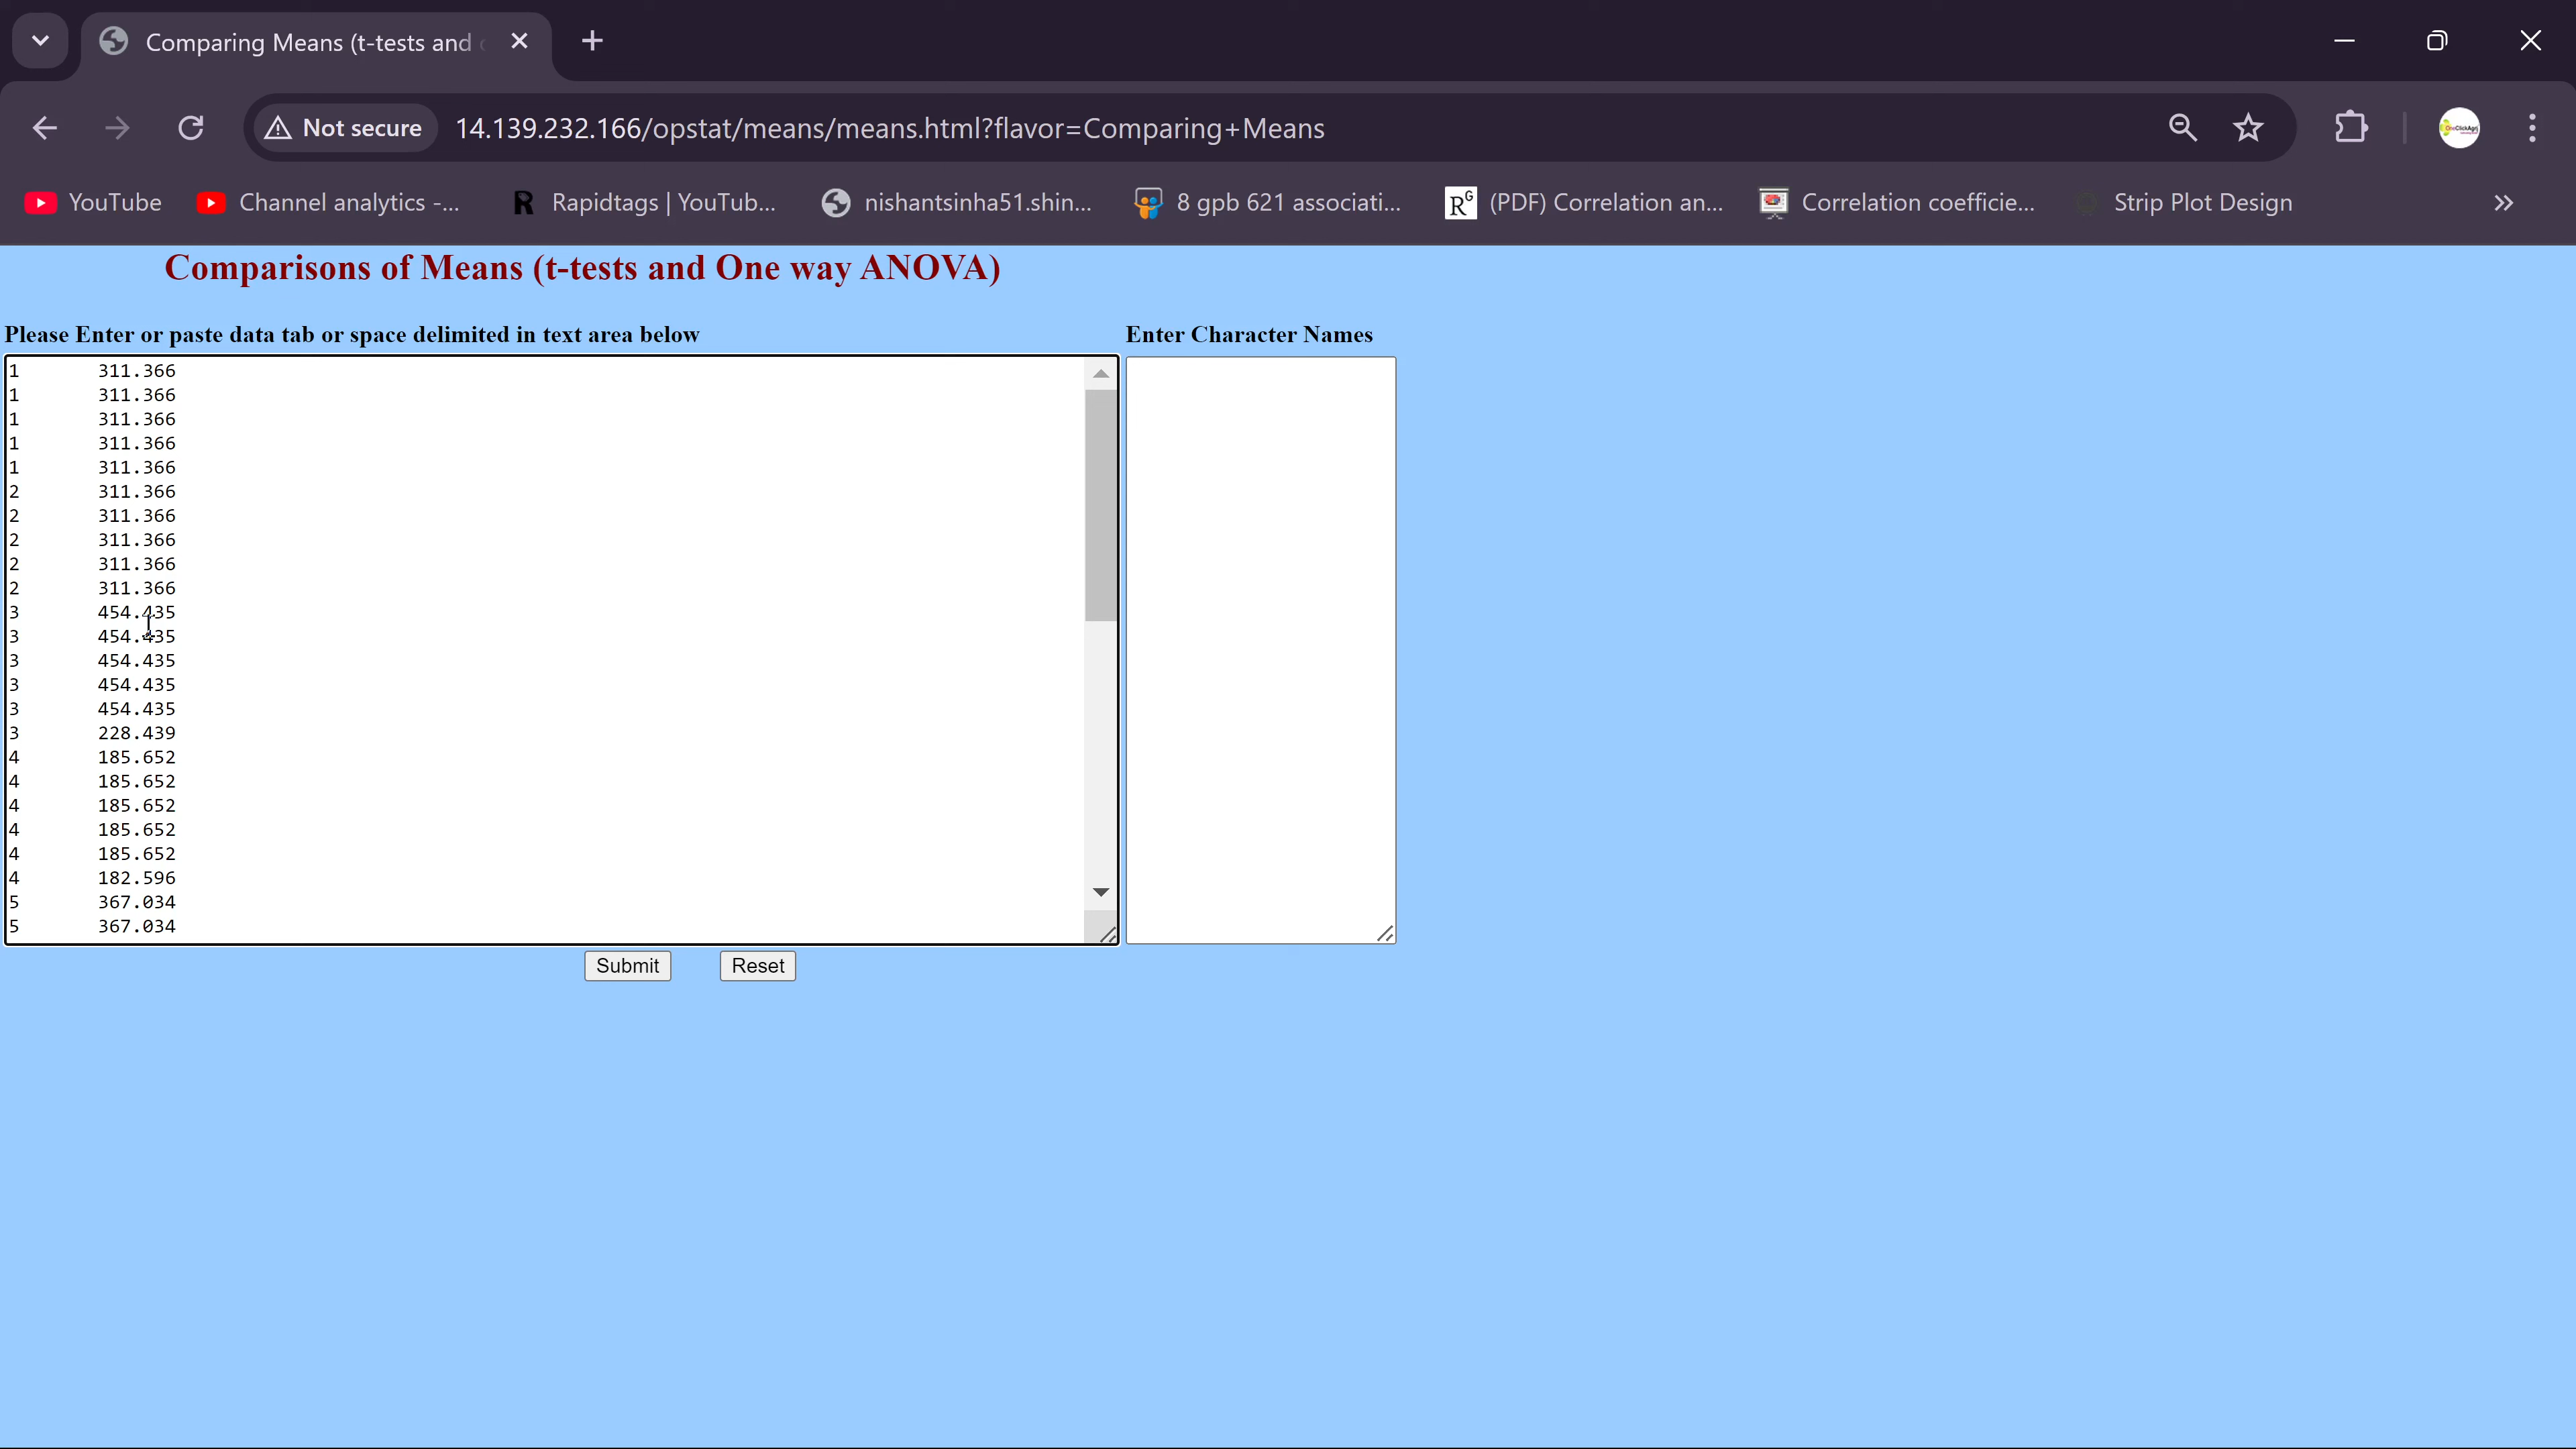 Comparing Means (t-tests and
Not secure
14.139.232.166/opstat/means/means.html?flavor=Comparing+Means
YouTube
Channel analytics -...
Rapidtags | YouTub...
nishantsinha51.shin...
8 gpb 621 associati...
(PDF) Correlation an...
Correlation coefficie...
Strip Plot Design
Comparisons of Means (t-tests and One way ANOVA)
Please Enter or paste data tab or space delimited in text area below
Enter Character Names
1 311.366
1 311.366
1 311.366
1 311.366
1 311.366
2 311.366
2 311.366
2 311.366
2 311.366
2 311.366
3 454.435
3 454.435
3 454.435
3 454.435
3 454.435
3 228.439
4 185.652
4 185.652
4 185.652
4 185.652
4 185.652
4 182.596
5 367.034
5 367.034
Submit
Reset